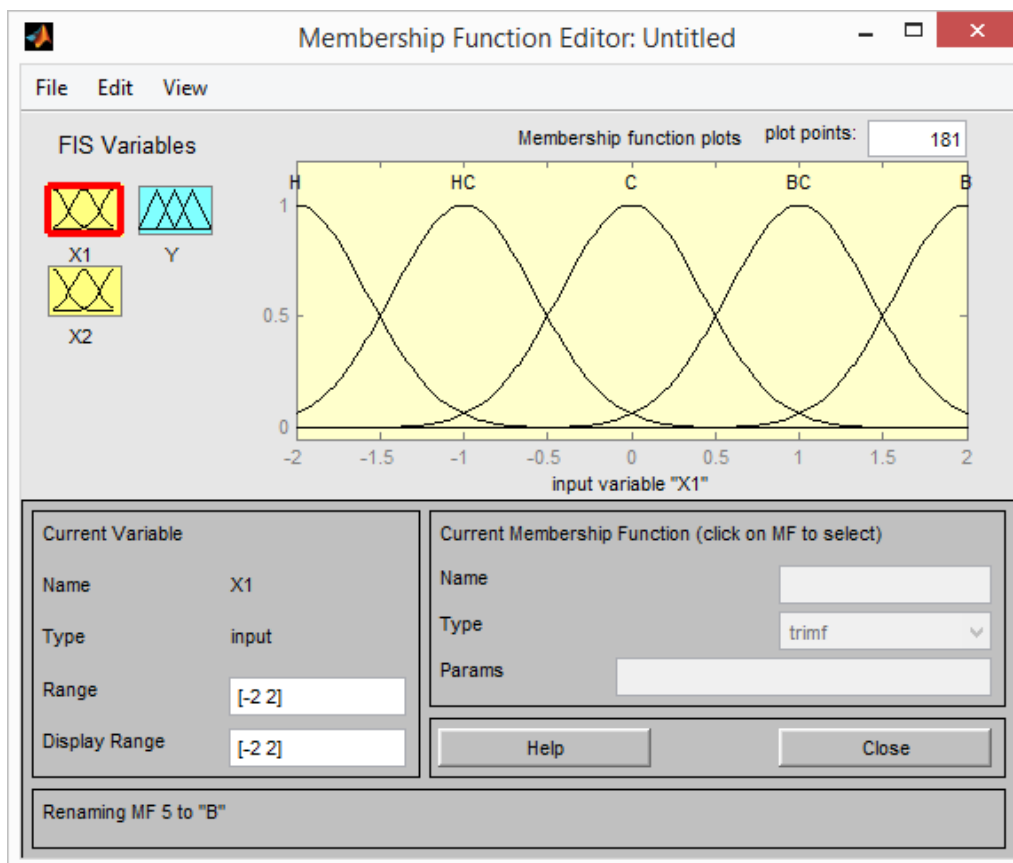 Membership Function Editor: Untitled
File Edit View
FIS Variables
Membership function plots plot points: 181
X1
Y
X2
H HC C BC B
1
0.5
0
-2 -1.5 -1 -0.5 0 0.5 1 1.5 2
input variable "X1"
Current Variable
Name X1
Type input
Range [-2 2]
Display Range [-2 2]
Current Membership Function (click on MF to select)
Name
Type trimf
Params
Help Close
Renaming MF 5 to "B"